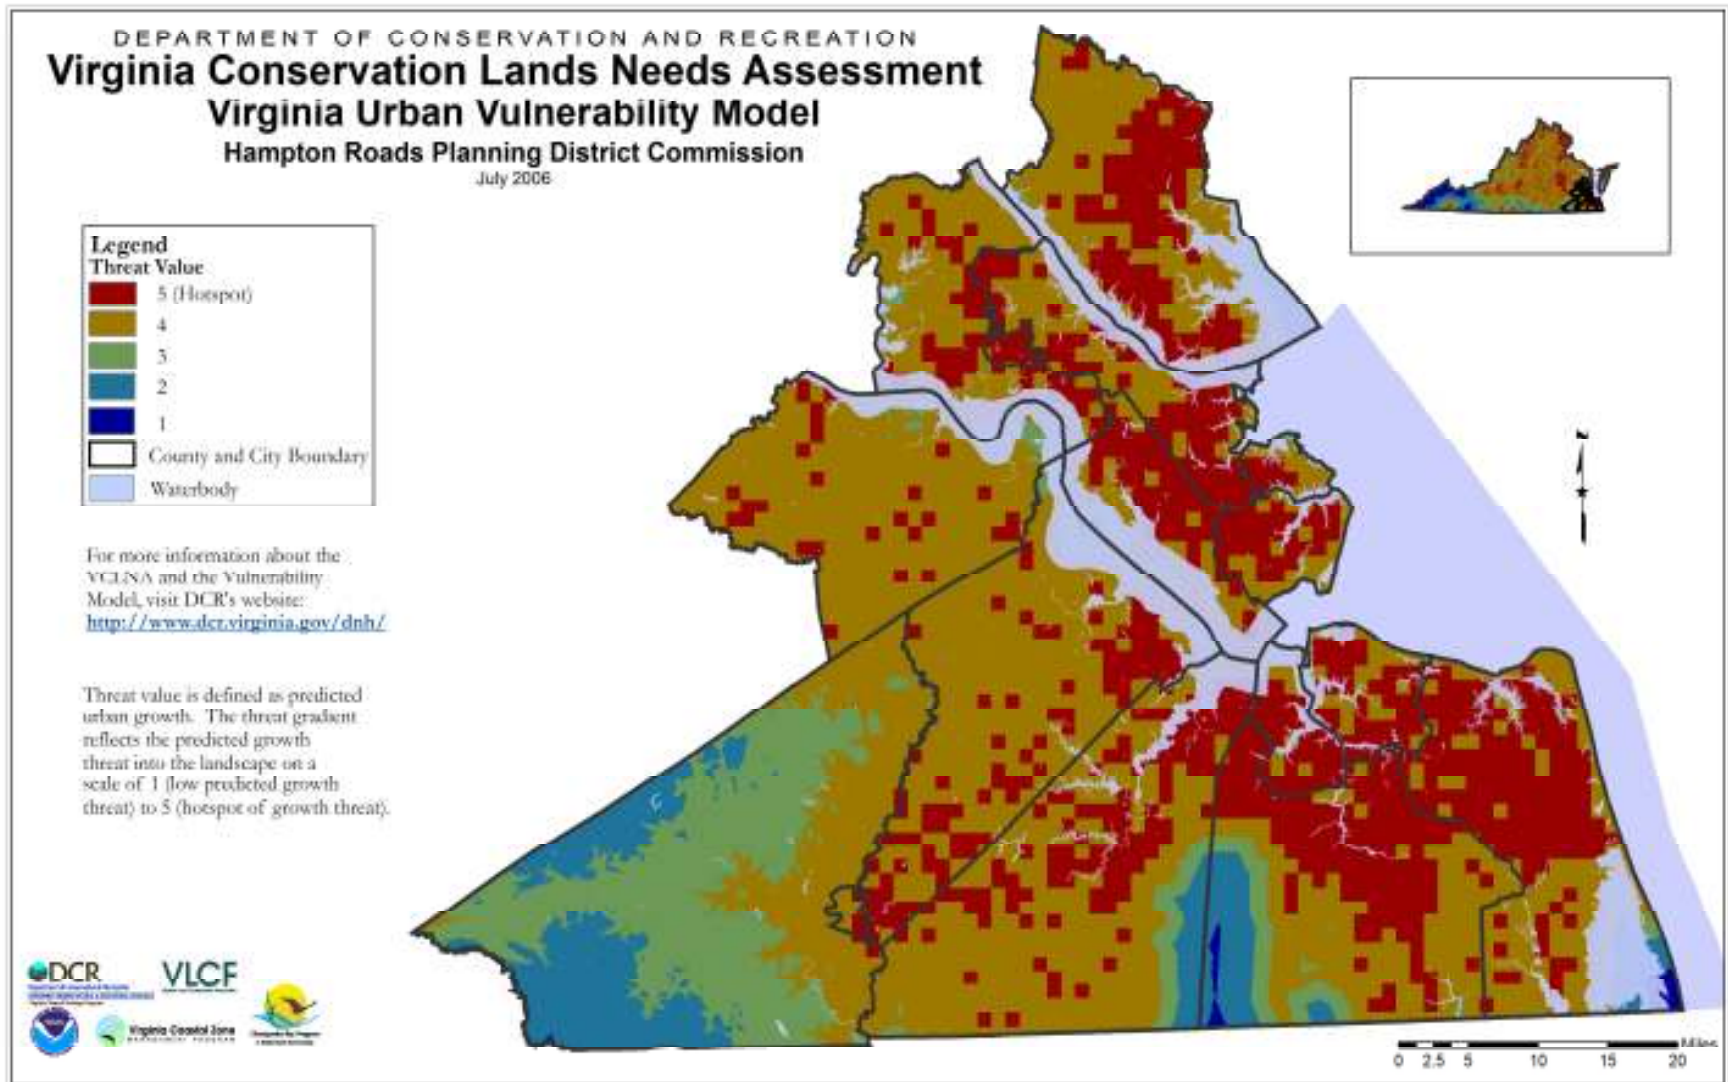 DEPARTMENT OF CONSERVATION AND RECREATION
Virginia Conservation Lands Needs Assessment
Virginia Urban Vulnerability Model
Hampton Roads Planning District Commission
July 2006
Legend
Threat Value
5 (Hotspot)
4
3
2
1
County and City Boundary
Waterbody
For more information about the
VCLNA and the Vulnerability
Model, visit DCR's website:
http://www.dcr.virginia.gov/dnh/
Threat value is defined as predicted
urban growth. The threat gradient
reflects the predicted growth
threat into the landscape on a
scale of 1 (low predicted growth
threat) to 5 (hotspot of growth threat).
DCR
VLCF
Virginia Coastal Zone
MANAGEMENT PROGRAM
Miles
0 2.5 5 10 15 20